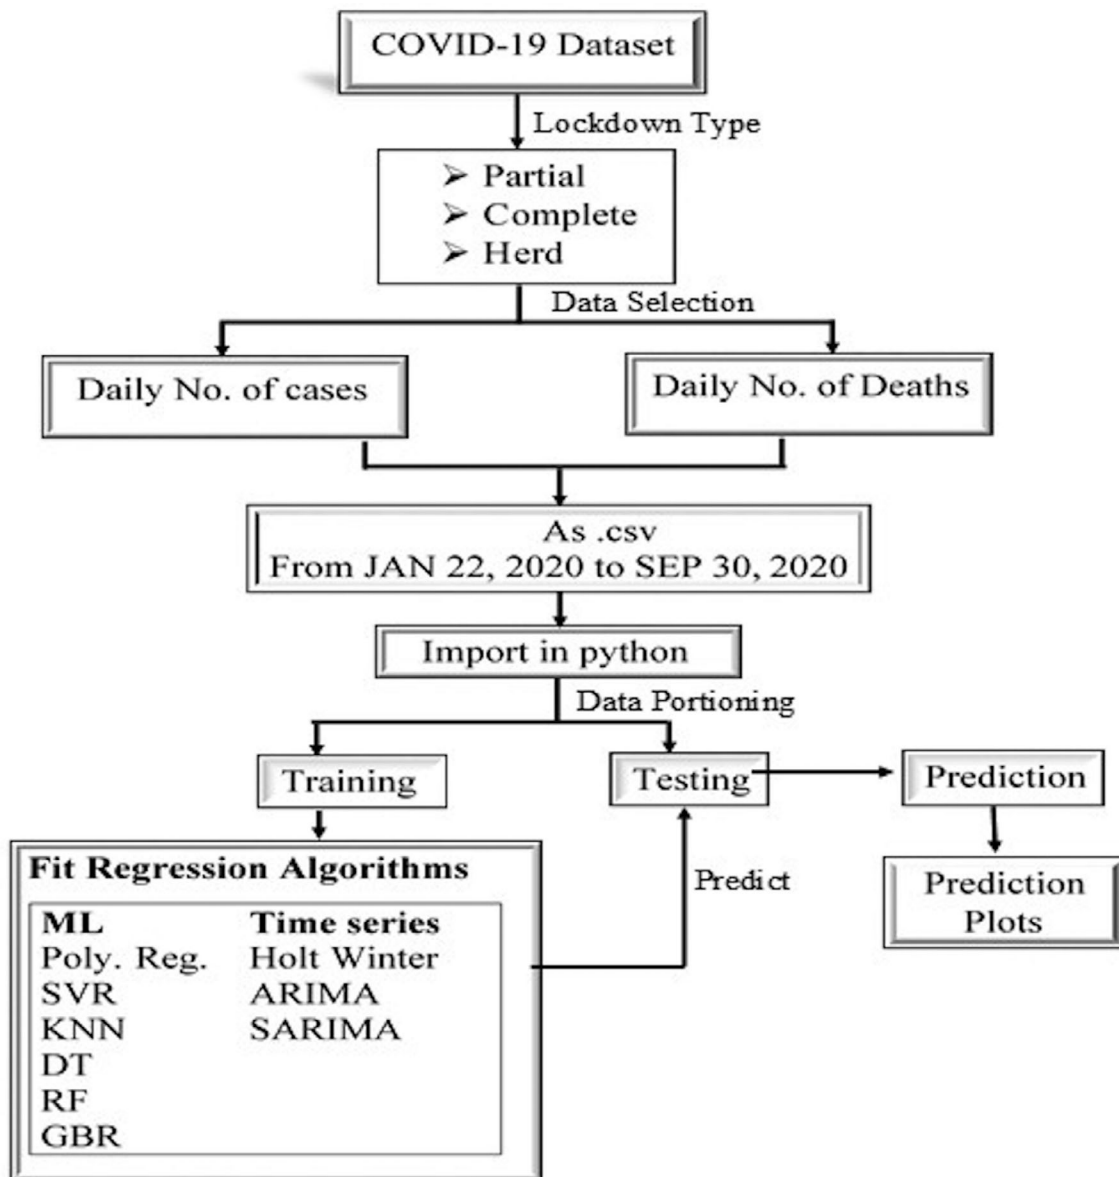 COVID-19 Dataset
Lockdown Type
➢ Partial
➢ Complete
➢ Herd
Data Selection
Daily No. of cases
Daily No. of Deaths
As .csv
From JAN 22, 2020 to SEP 30, 2020
Import in python
Data Portioning
Training
Testing
Prediction
Fit Regression Algorithms
Predict
Prediction
Plots
ML
Poly. Reg.
SVR
KNN
DT
RF
GBR
Time series
Holt Winter
ARIMA
SARIMA